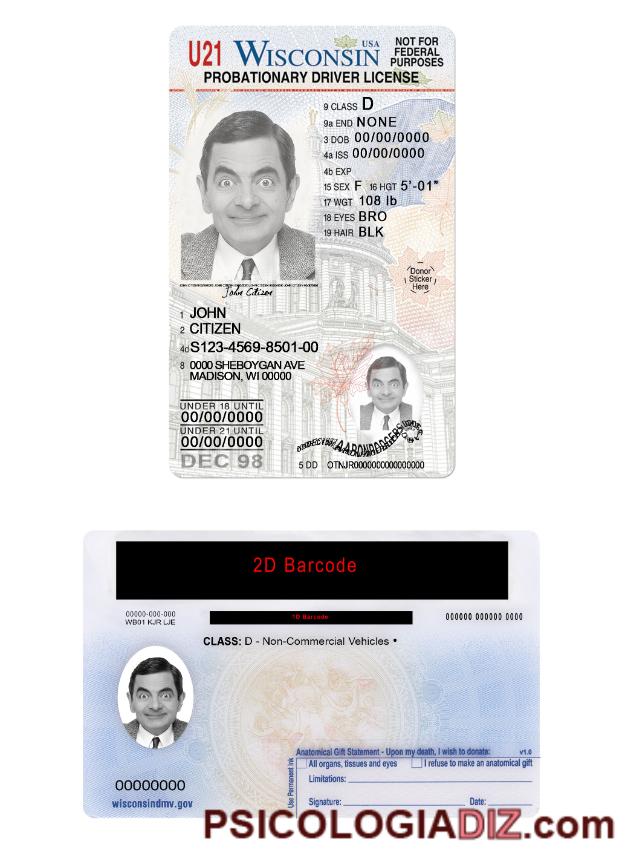 U21 WISCONSIN USA NOT FOR FEDERAL PURPOSES
PROBATIONARY DRIVER LICENSE
9 CLASS D
9a END NONE
3 DOB 00/00/0000
4a ISS 00/00/0000
4b EXP
15 SEX F 16 HGT 5'-01"
17 WGT 108 lb
18 EYES BRO
19 HAIR BLK
Donor
Sticker
Here
John Citizen
1 JOHN
2 CITIZEN
4d S123-4569-8501-00
8 0000 SHEBOYGAN AVE
MADISON, WI 00000
UNDER 18 UNTIL
00/00/0000
UNDER 21 UNTIL
00/00/0000
DEC 98
AARONRODGERS
5 DD OTNJR0000000000000000
2D Barcode
00000-000-000
WB01 KJR LJE
1D Barcode
000000 000000 0000
CLASS: D - Non-Commercial Vehicles •
Anatomical Gift Statement - Upon my death, I wish to donate: v1.0
All organs, tissues and eyes I refuse to make an anatomical gift
Limitations:
Signature: Date:
Use Permanent Ink
00000000
wisconsindmv.gov
PSICOLOGIADIZ.com